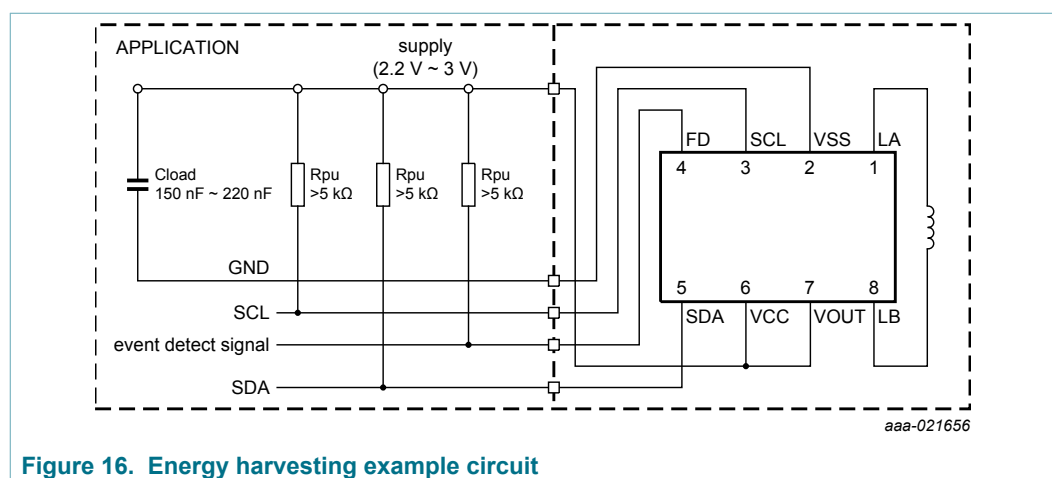 APPLICATION
supply
(2.2 V ~ 3 V)
Cload
150 nF ~ 220 nF
Rpu
>5 kΩ
Rpu
>5 kΩ
Rpu
>5 kΩ
GND
SCL
event detect signal
SDA
FD SCL VSS LA
4 3 2 1
5 6 7 8
SDA VCC VOUT LB
aaa-021656
Figure 16. Energy harvesting example circuit